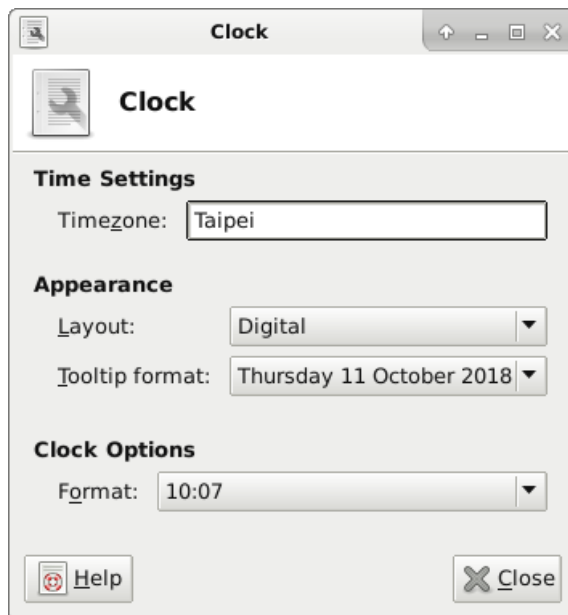 Clock
Clock
Time Settings
Timezone: Taipei
Appearance
Layout: Digital
Tooltip format: Thursday 11 October 2018
Clock Options
Format: 10:07
Help Close